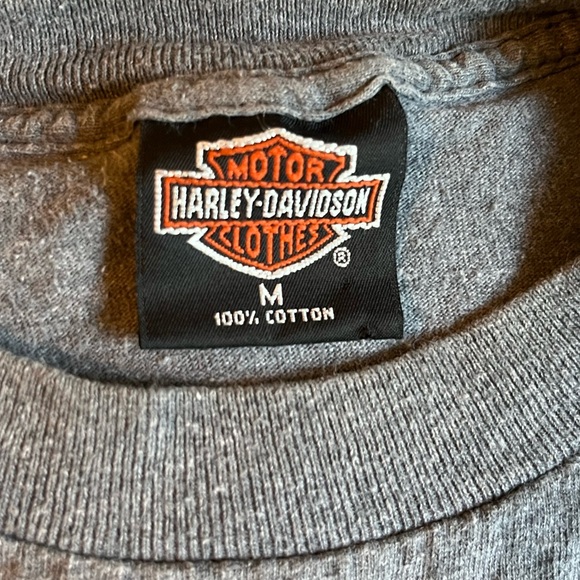 MOTOR
HARLEY-DAVIDSON
CLOTHES
®
M
100% COTTON